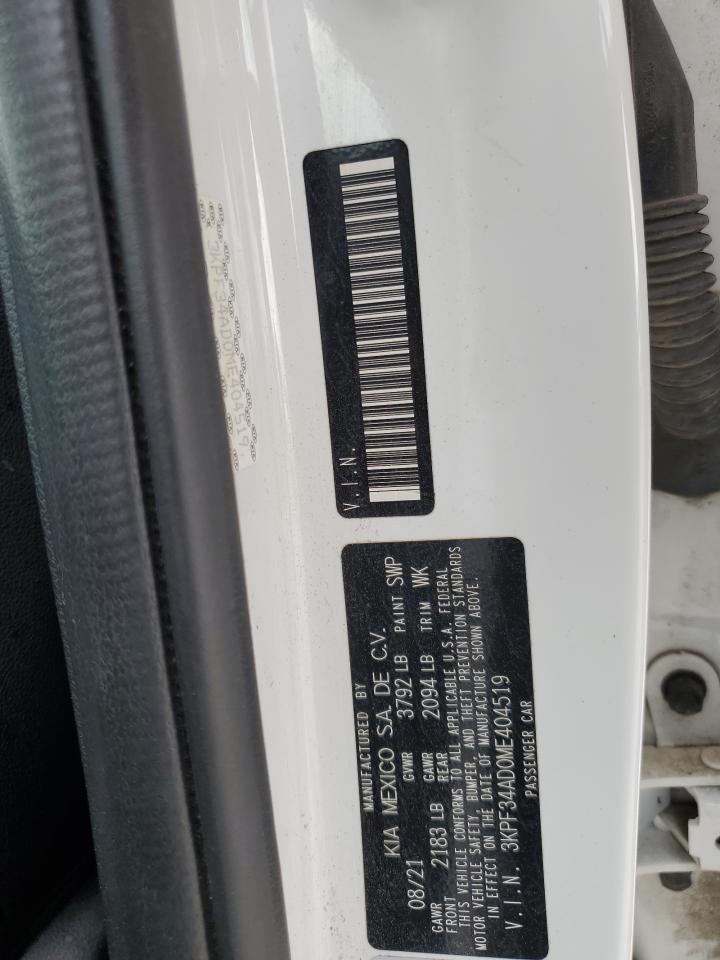 3KPF34AD0ME404519
V.I.N.
MANUFACTURED BY
KIA MEXICO S.A. DE C.V.
08/21 GVWR 3792 LB PAINT SWP
GAWR FRONT 2183 LB GAWR REAR 2094 LB TRIM WK
THIS VEHICLE CONFORMS TO ALL APPLICABLE U.S.A. FEDERAL
MOTOR VEHICLE SAFETY, BUMPER, AND THEFT PREVENTION STANDARDS
IN EFFECT ON THE DATE OF MANUFACTURE SHOWN ABOVE.
V.I.N. 3KPF34AD0ME404519
PASSENGER CAR